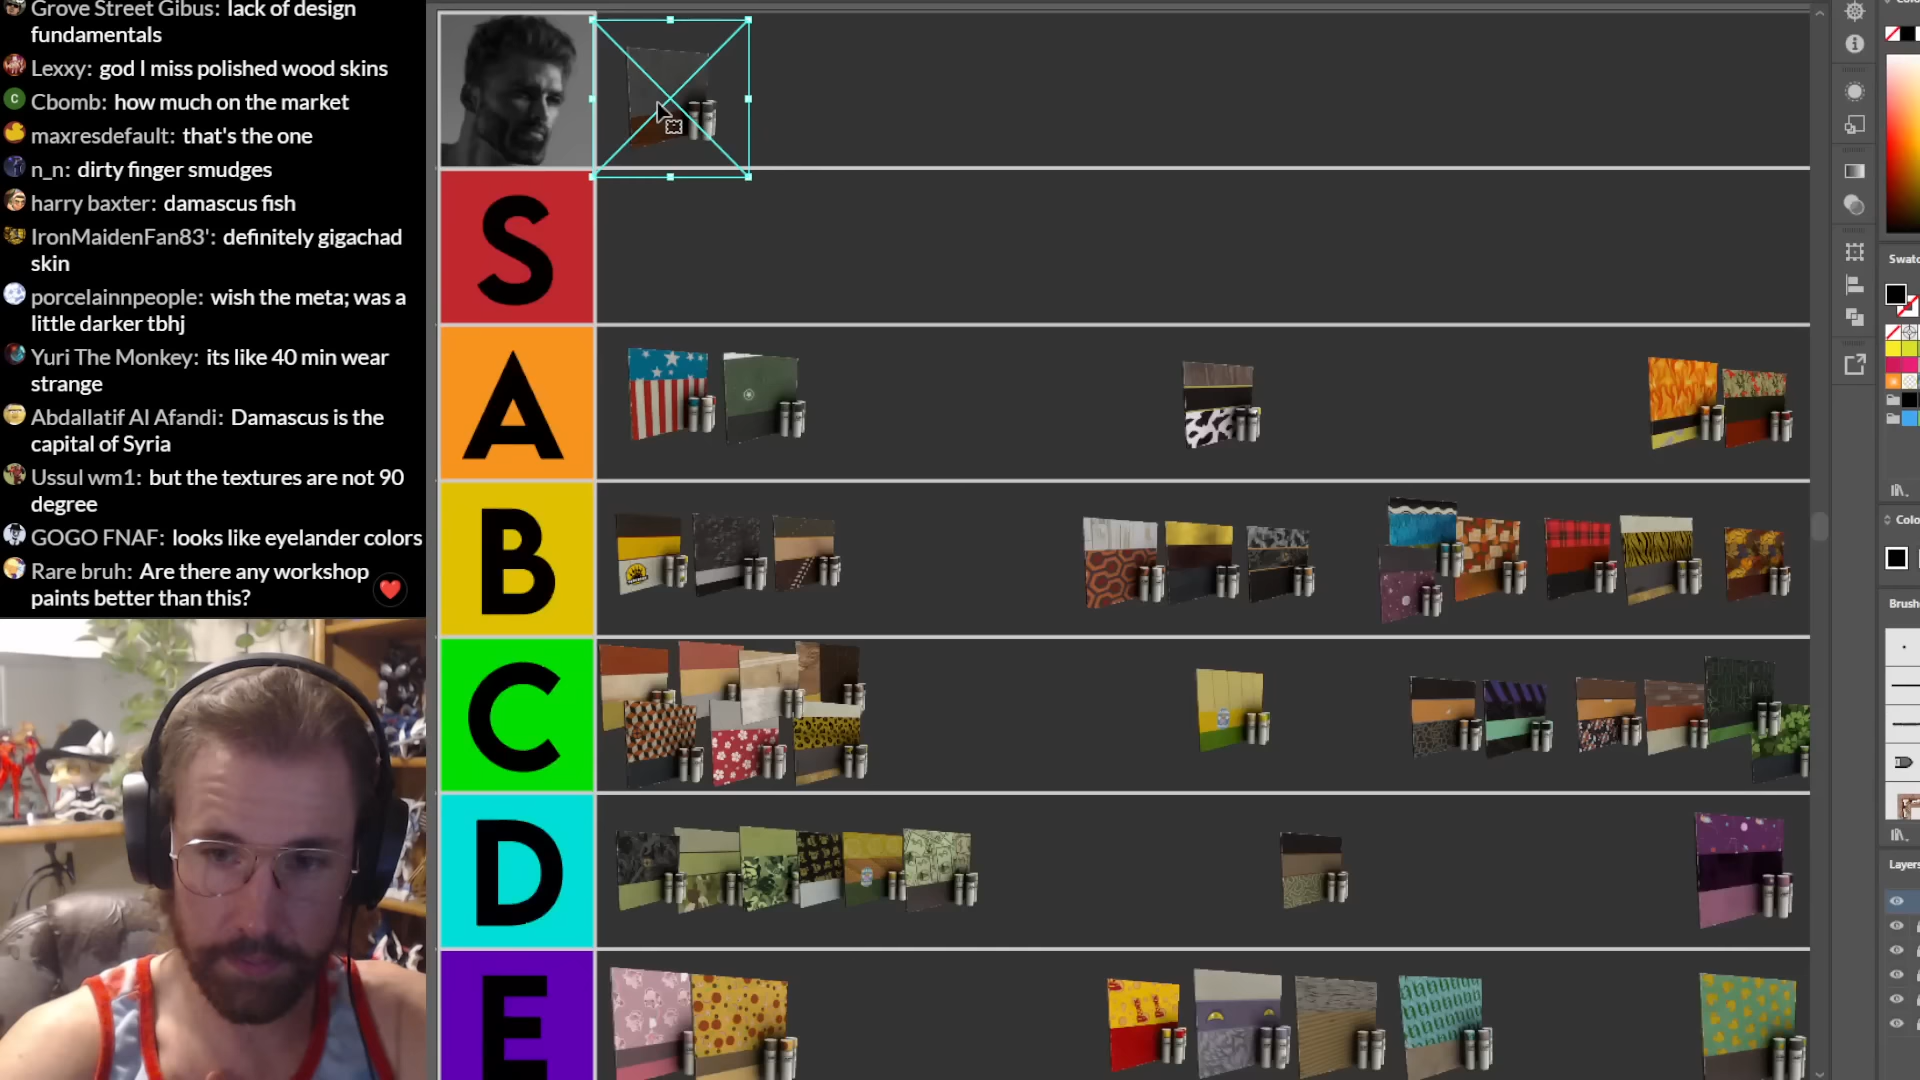 Grove Street Gibus: lack of design
fundamentals
Lexxy: god I miss polished wood skins
C Cbomb: how much on the market
maxresdefault: that's the one
n_n: dirty finger smudges
harry baxter: damascus fish
IronMaidenFan83': definitely gigachad
skin
porcelainnpeople: wish the meta; was a
little darker tbhj
Yuri The Monkey: its like 40 min wear
strange
Abdallatif Al Afandi: Damascus is the
capital of Syria
Ussul wm1: but the textures are not 90
degree
GOGO FNAF: looks like eyelander colors
Rare bruh: Are there any workshop
paints better than this?
S
A
B
C
D
E
Colo
Swatc
Colo
Brush
Layers